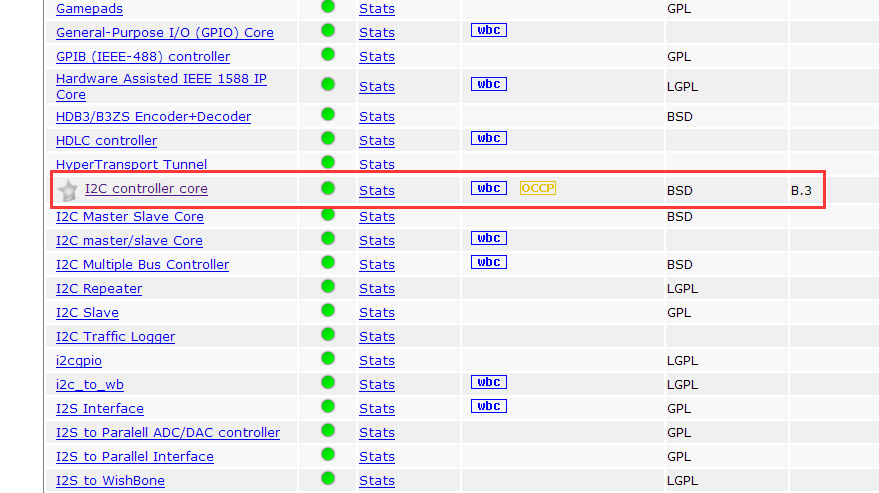 Gamepads Stats GPL
General-Purpose I/O (GPIO) Core Stats wbc
GPIB (IEEE-488) controller Stats GPL
Hardware Assisted IEEE 1588 IP
Core Stats wbc LGPL
HDB3/B3ZS Encoder+Decoder Stats BSD
HDLC controller Stats wbc
HyperTransport Tunnel Stats
I2C controller core Stats wbc OCCP BSD B.3
I2C Master Slave Core Stats BSD
I2C master/slave Core Stats wbc
I2C Multiple Bus Controller Stats wbc BSD
I2C Repeater Stats LGPL
I2C Slave Stats GPL
I2C Traffic Logger Stats
i2cgpio Stats LGPL
i2c_to_wb Stats wbc LGPL
I2S Interface Stats wbc GPL
I2S to Paralell ADC/DAC controller Stats GPL
I2S to Parallel Interface Stats GPL
I2S to WishBone Stats LGPL